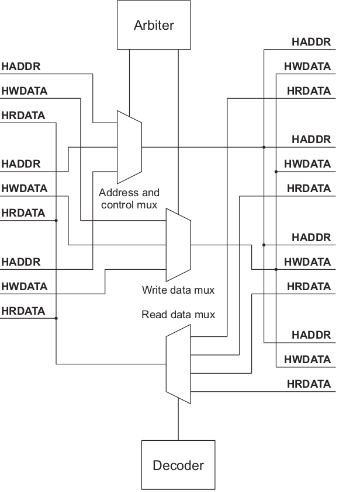 Arbiter
HADDR
HADDR
HWDATA
HWDATA
HRDATA
HRDATA
HADDR
HADDR
HWDATA
HWDATA
HRDATA
HRDATA
Address and
control mux
HADDR
HADDR
HWDATA
HWDATA
HRDATA
HRDATA
Write data mux
Read data mux
HADDR
HWDATA
HRDATA
Decoder